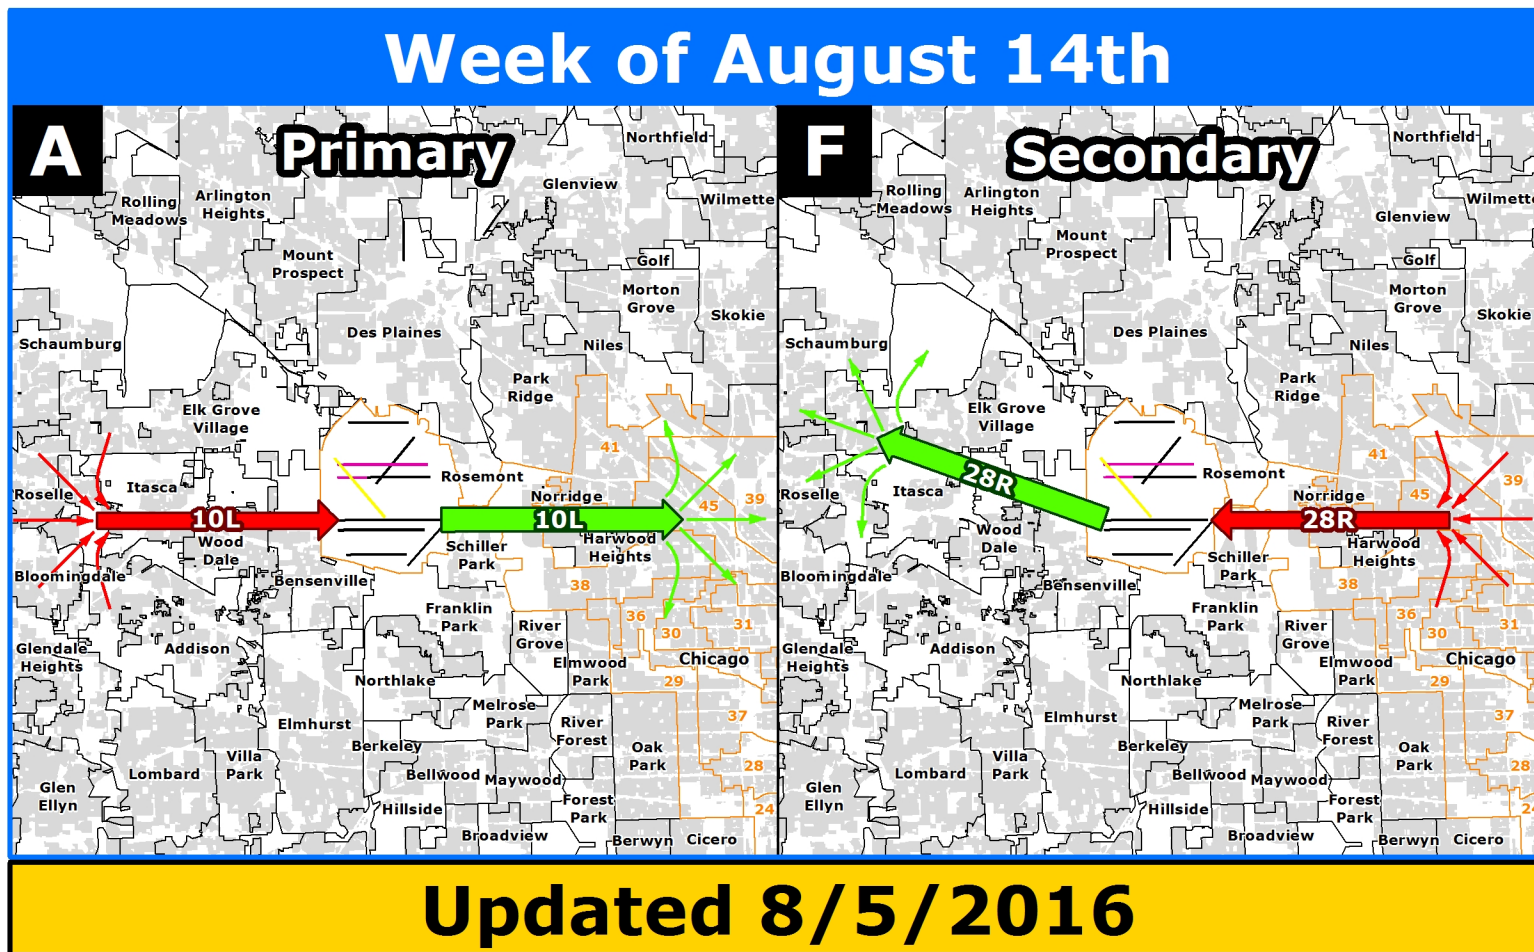 Week of August 14th
A
Primary
Northfield
Glenview
Arlington
Heights
Rolling
Meadows
Wilmette
Mount
Prospect
Golf
Morton
Grove
Skokie
Des Plaines
Schaumburg
Niles
Park
Ridge
Elk Grove
Village
41
Rosemont
Itasca
Roselle
Norridge
45
39
10L
10L
Wood
Dale
Schiller
Park
Harwood
Heights
Bloomingdale
Bensenville
38
Franklin
Park
36
30
31
River
Grove
Glendale
Heights
Addison
Elmwood
Park
Chicago
Northlake
29
Melrose
Park
37
Elmhurst
River
Forest
Berkeley
Oak
Park
Villa
Park
28
Lombard
Bellwood
Maywood
Glen
Ellyn
Hillside
Forest
Park
24
Broadview
Berwyn
Cicero
F
Secondary
Northfield
Rolling
Meadows
Arlington
Heights
Wilmette
Glenview
Mount
Prospect
Golf
Morton
Grove
Skokie
Des Plaines
Schaumburg
Niles
Park
Ridge
Elk Grove
Village
41
Rosemont
28R
39
Roselle
Itasca
Norridge
45
28R
Wood
Dale
Harwood
Heights
Schiller
Park
Bloomingdale
Bensenville
38
Franklin
Park
36
30
31
River
Grove
Glendale
Heights
Addison
Elmwood
Park
Chicago
Northlake
29
Melrose
Park
37
Elmhurst
River
Forest
Berkeley
Oak
Park
Villa
Park
28
Lombard
Bellwood
Maywood
Glen
Ellyn
Hillside
Forest
Park
24
Broadview
Berwyn
Cicero
Updated 8/5/2016